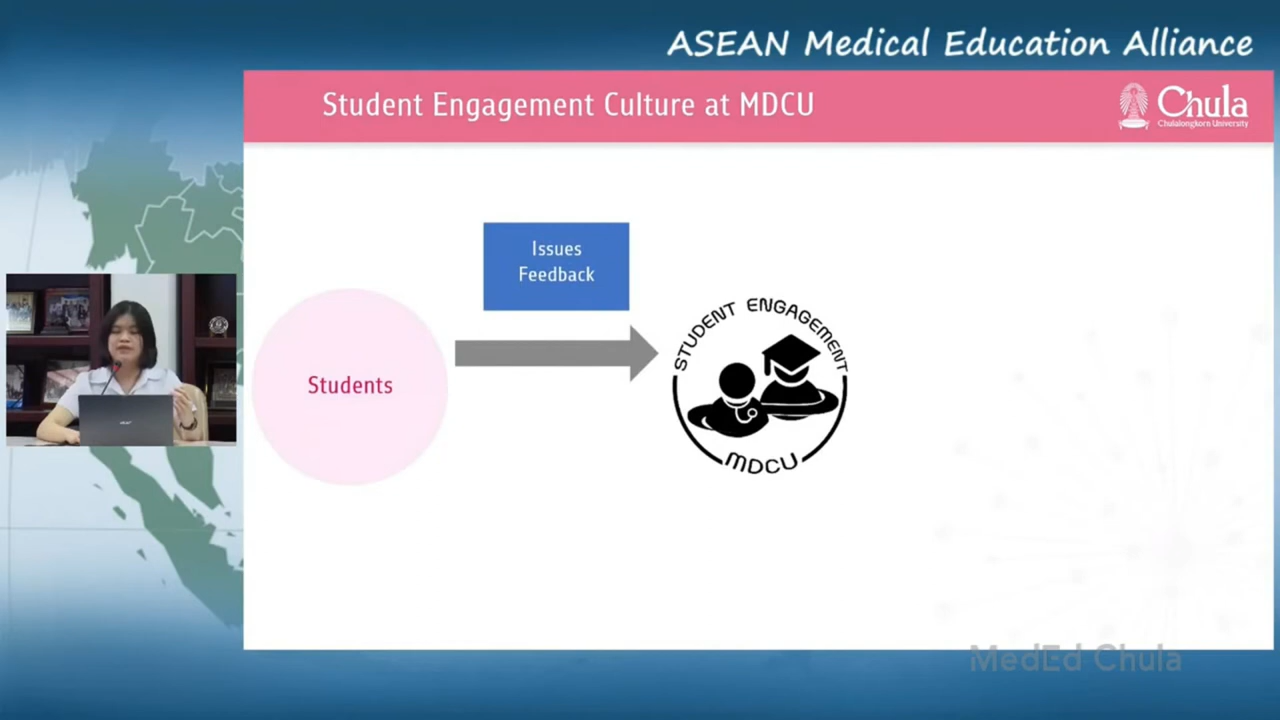 ASEAN Medical Education Alliance
Student Engagement Culture at MDCU
Chula
Chulalongkorn University
Issues
Feedback
Students
STUDENT ENGAGEMENT
MDCU
acer
MedEd Chula